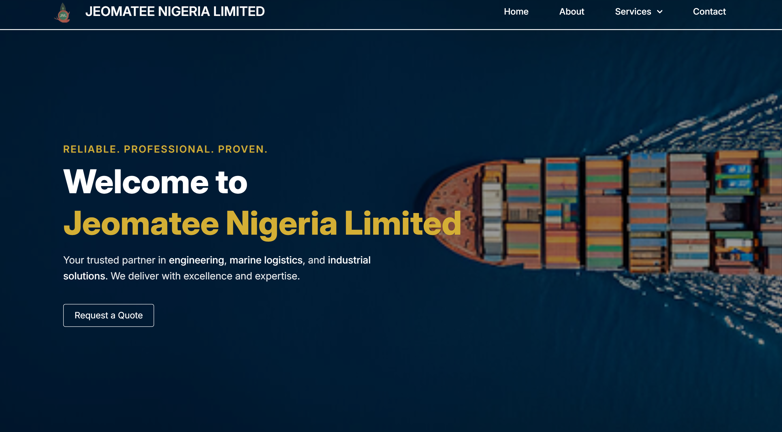 JEOMATEE NIGERIA LIMITED
Home About Services Contact
RELIABLE. PROFESSIONAL. PROVEN.
Welcome to
Jeomatee Nigeria Limited
Your trusted partner in engineering, marine logistics, and industrial
solutions. We deliver with excellence and expertise.
Request a Quote